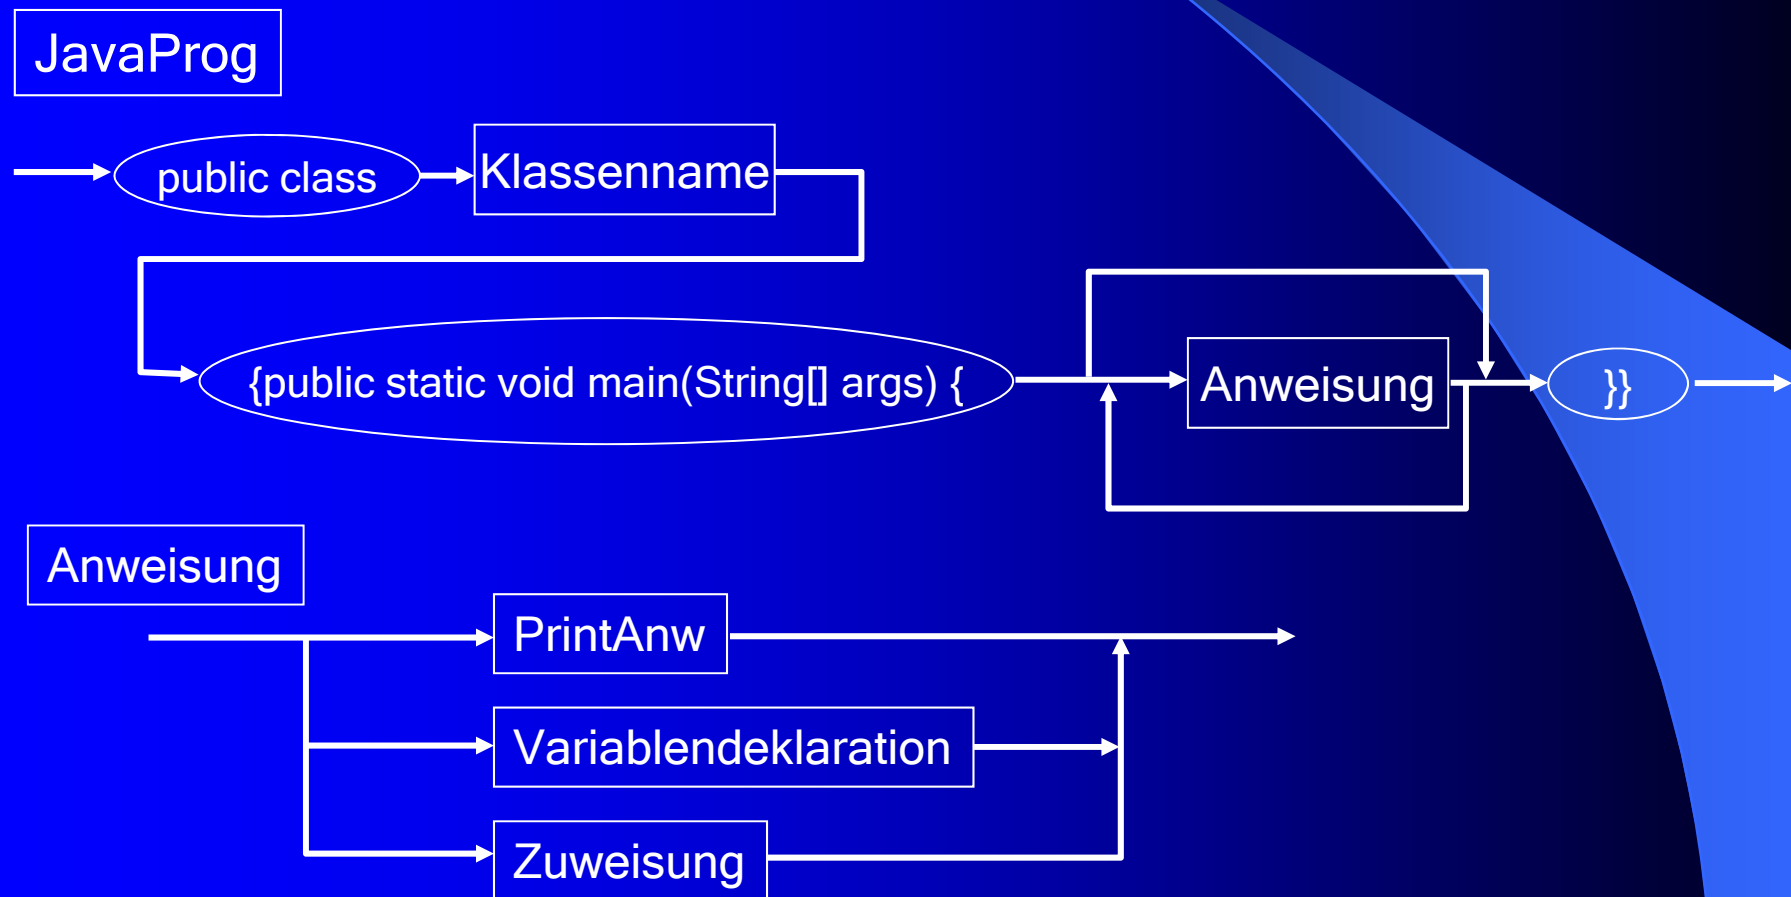 JavaProg
public class
Klassenname
{public static void main(String[] args) {
Anweisung
}}
Anweisung
PrintAnw
Variablendeklaration
Zuweisung